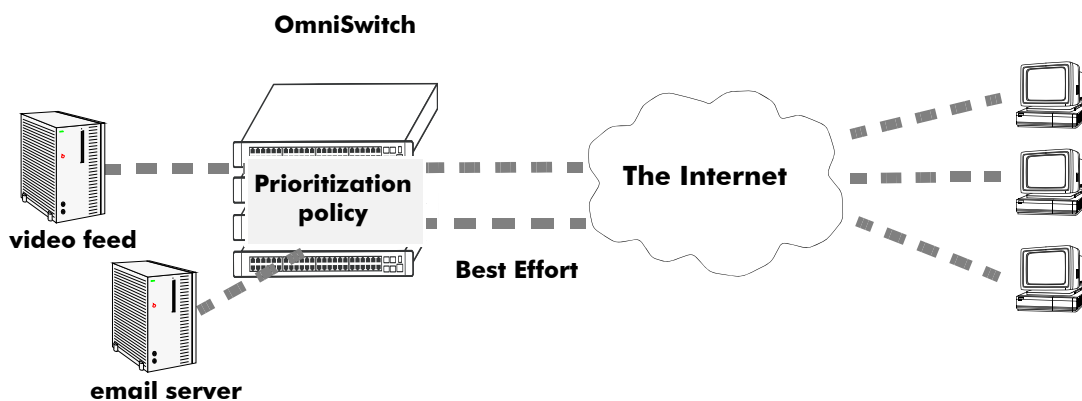 OmniSwitch
Prioritization
policy
The Internet
video feed
Best Effort
email server